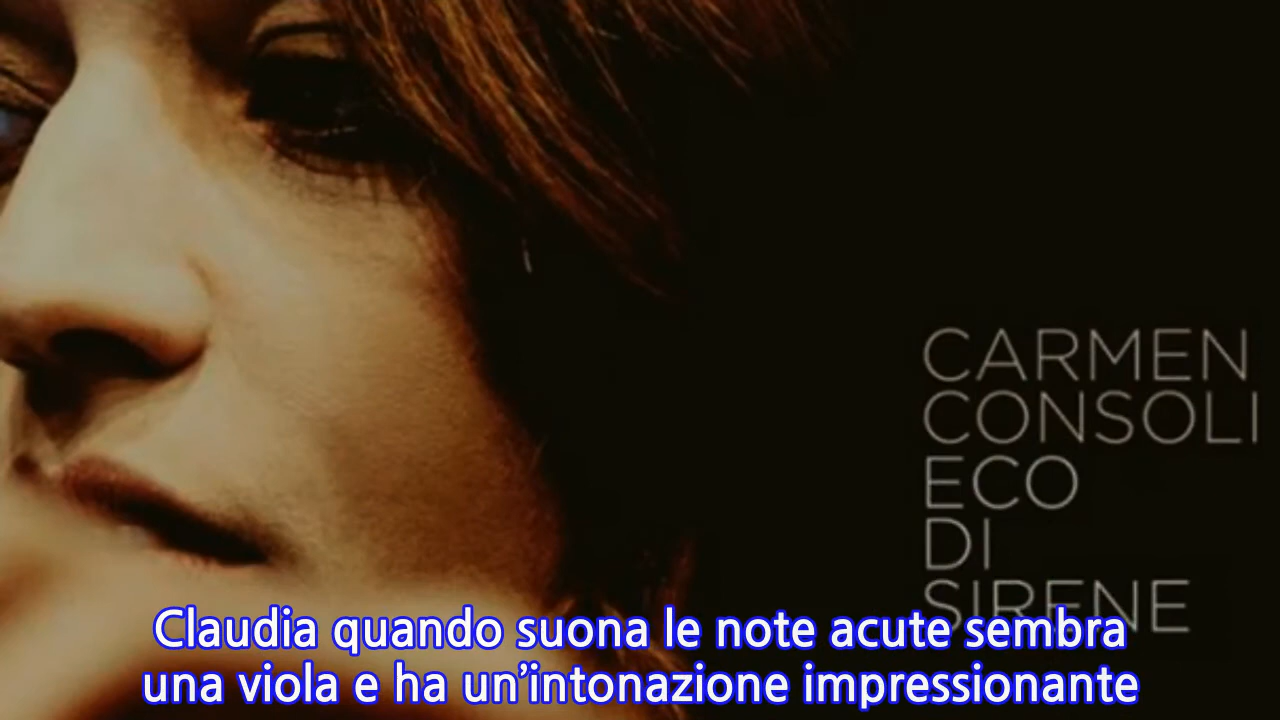 CARMEN
CONSOLI
ECO
DI
SIRENE
Claudia quando suona le note acute sembra
una viola e ha un’intonazione impressionante